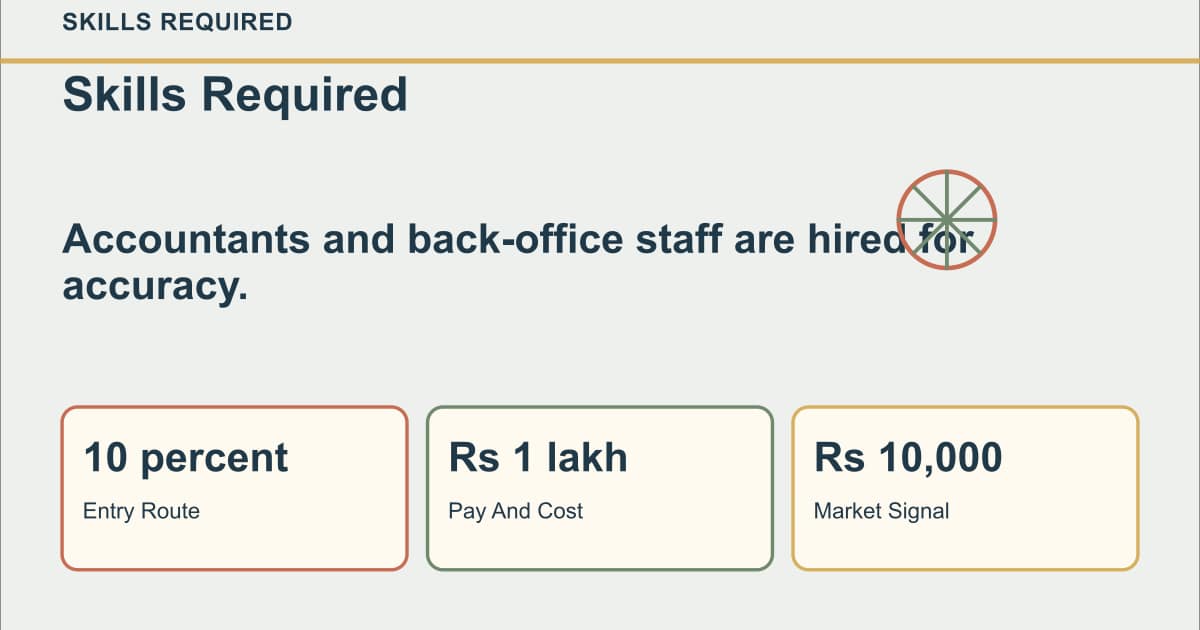 SKILLS REQUIRED
Skills Required
Accountants and back-office staff are hired for
accuracy.
10 percent
Entry Route
Rs 1 lakh
Pay And Cost
Rs 10,000
Market Signal